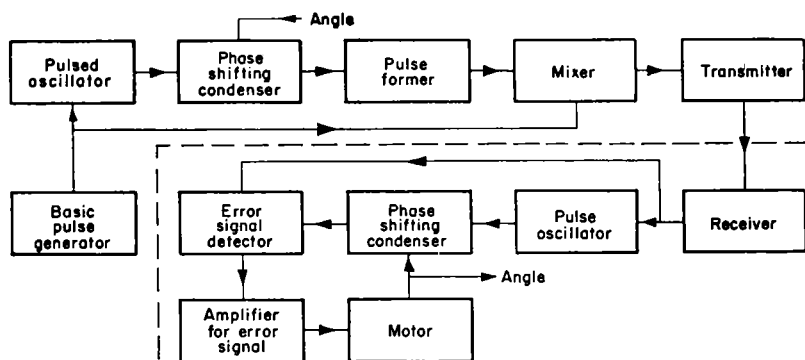 Angle
Pulsed
oscillator
Phase
shifting
condenser
Pulse
former
Mixer
Transmitter
Basic
pulse
generator
Error
signal
detector
Phase
shifting
condenser
Pulse
oscillator
Receiver
Angle
Amplifier
for error
signal
Motor